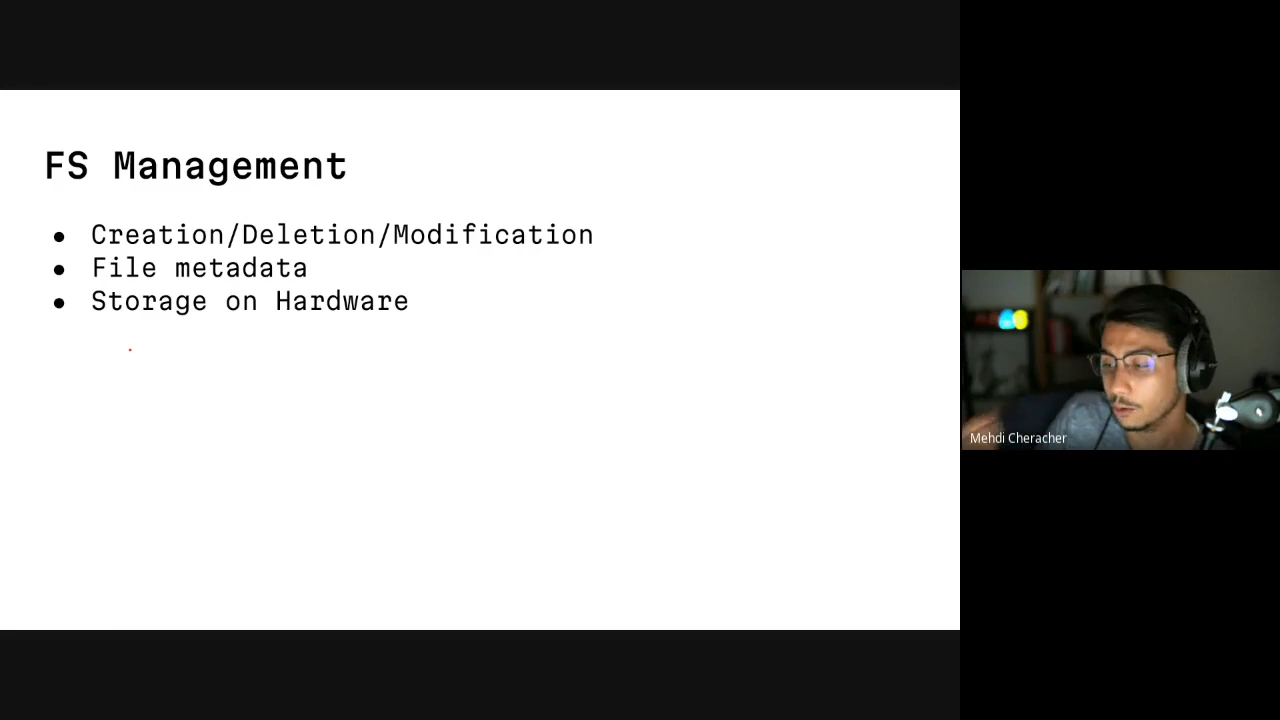 FS Management
● Creation/Deletion/Modification
● File metadata
● Storage on Hardware
Mehdi Cheracher